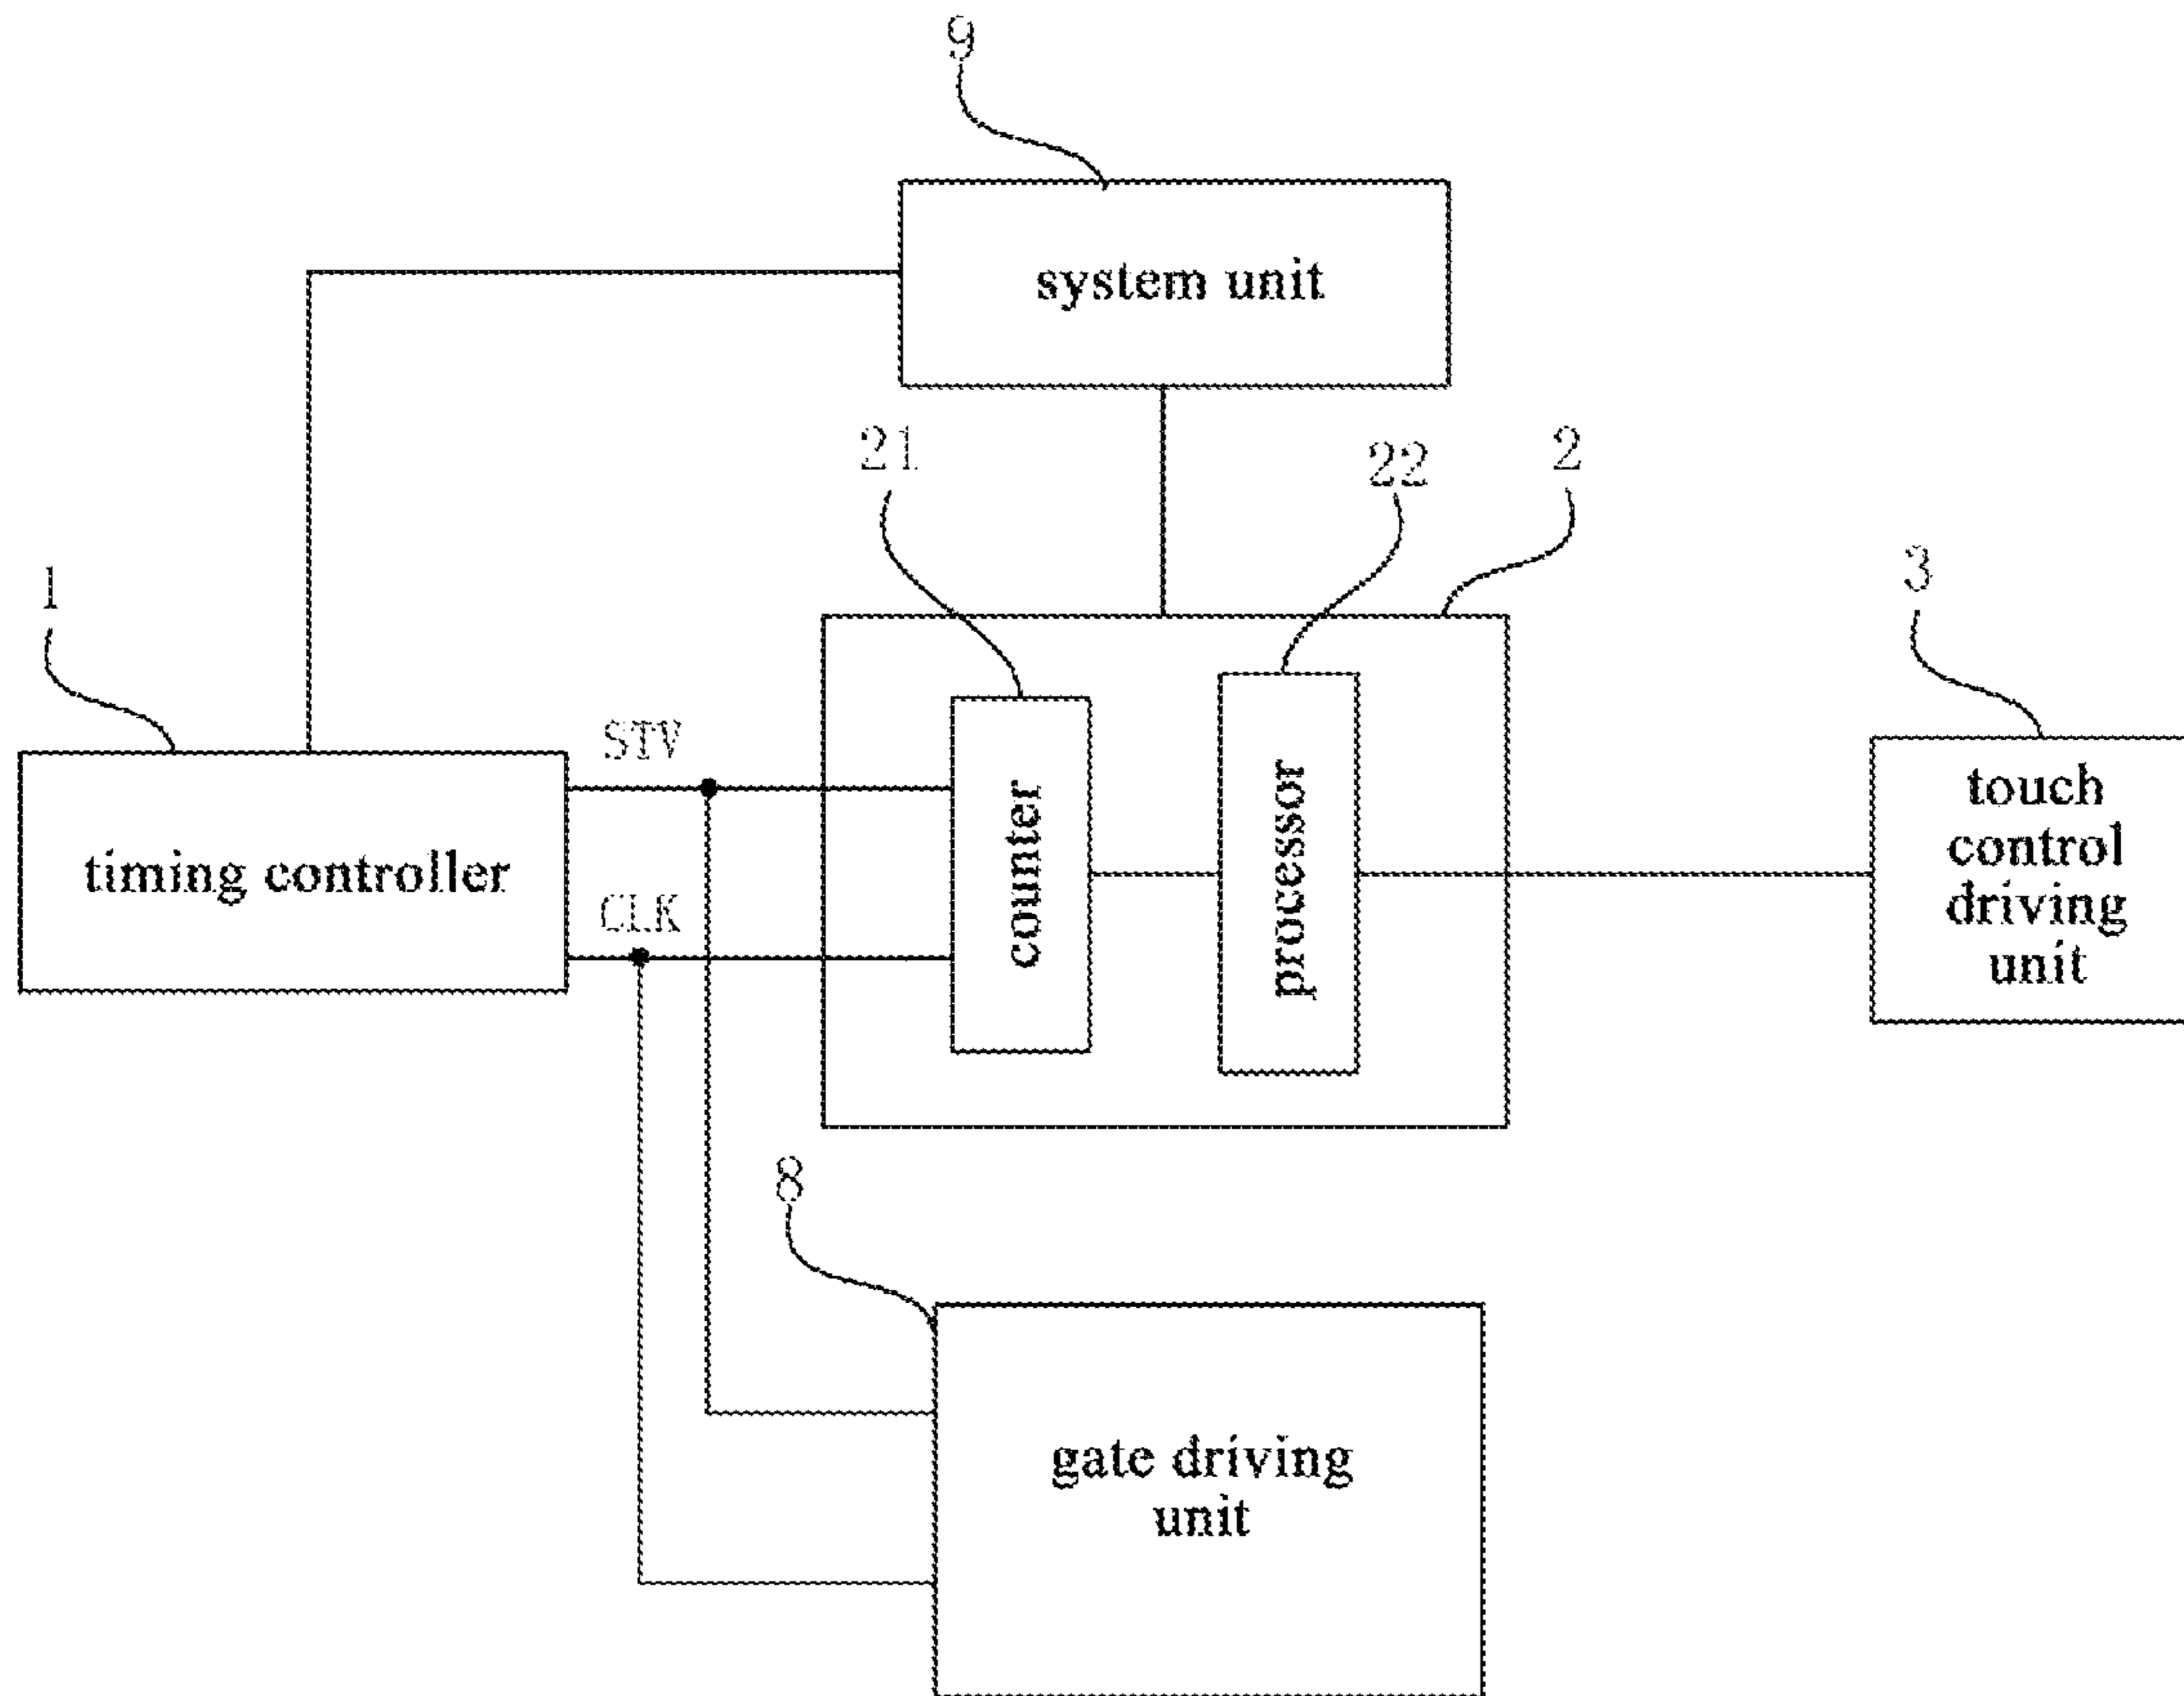 9
system unit
21
22
2
1
3
STV
timing controller
CLK
counter
processor
touch
control
driving
unit
8
gate driving
unit